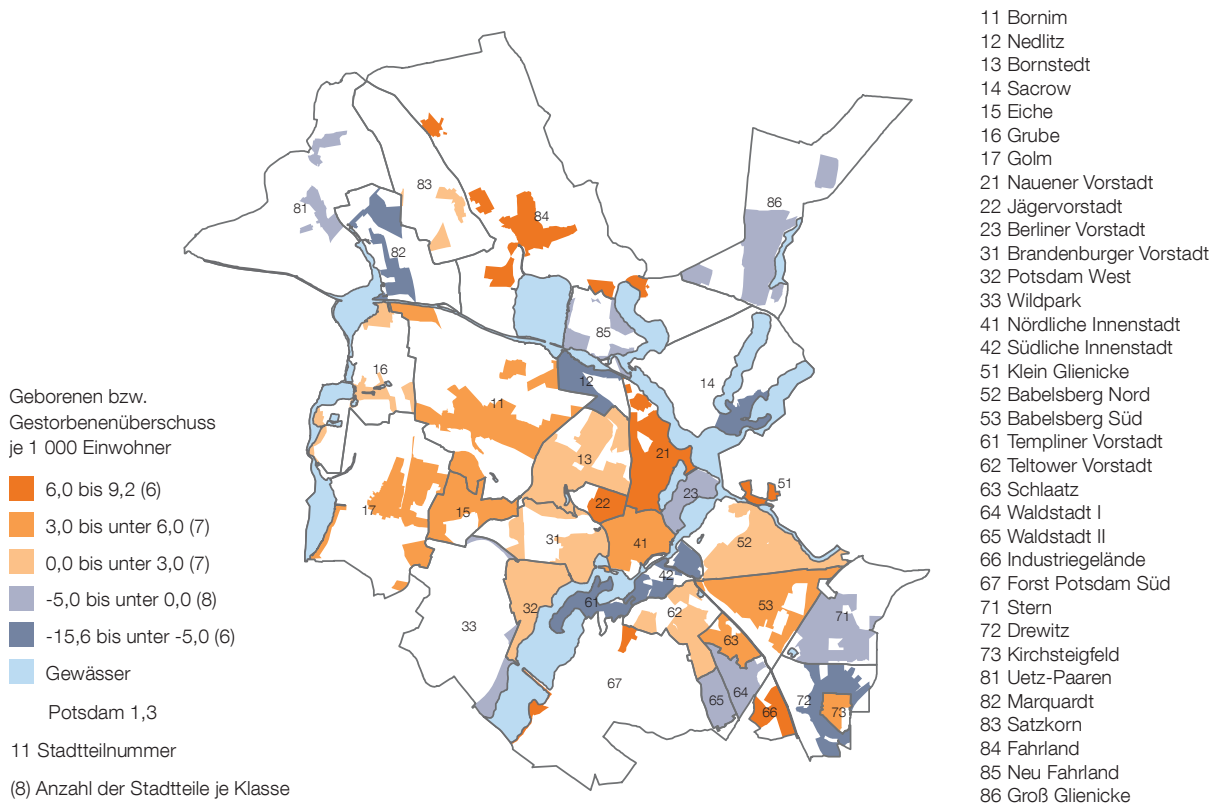 Geborenen bzw.
Gestorbenenüberschuss
je 1 000 Einwohner
6,0 bis 9,2 (6)
3,0 bis unter 6,0 (7)
0,0 bis unter 3,0 (7)
-5,0 bis unter 0,0 (8)
-15,6 bis unter -5,0 (6)
Gewässer
Potsdam 1,3
11 Stadtteilnummer
(8) Anzahl der Stadtteile je Klasse
83
81
84
86
82
85
16
12
14
11
13
21
51
17
15
22
23
31
41
52
42
32
61
62
53
71
33
63
67
65
64
66
72
73
11 Bornim
12 Nedlitz
13 Bornstedt
14 Sacrow
15 Eiche
16 Grube
17 Golm
21 Nauener Vorstadt
22 Jägervorstadt
23 Berliner Vorstadt
31 Brandenburger Vorstadt
32 Potsdam West
33 Wildpark
41 Nördliche Innenstadt
42 Südliche Innenstadt
51 Klein Glienicke
52 Babelsberg Nord
53 Babelsberg Süd
61 Templiner Vorstadt
62 Teltower Vorstadt
63 Schlaatz
64 Waldstadt I
65 Waldstadt II
66 Industriegelände
67 Forst Potsdam Süd
71 Stern
72 Drewitz
73 Kirchsteigfeld
81 Uetz-Paaren
82 Marquardt
83 Satzkorn
84 Fahrland
85 Neu Fahrland
86 Groß Glienicke